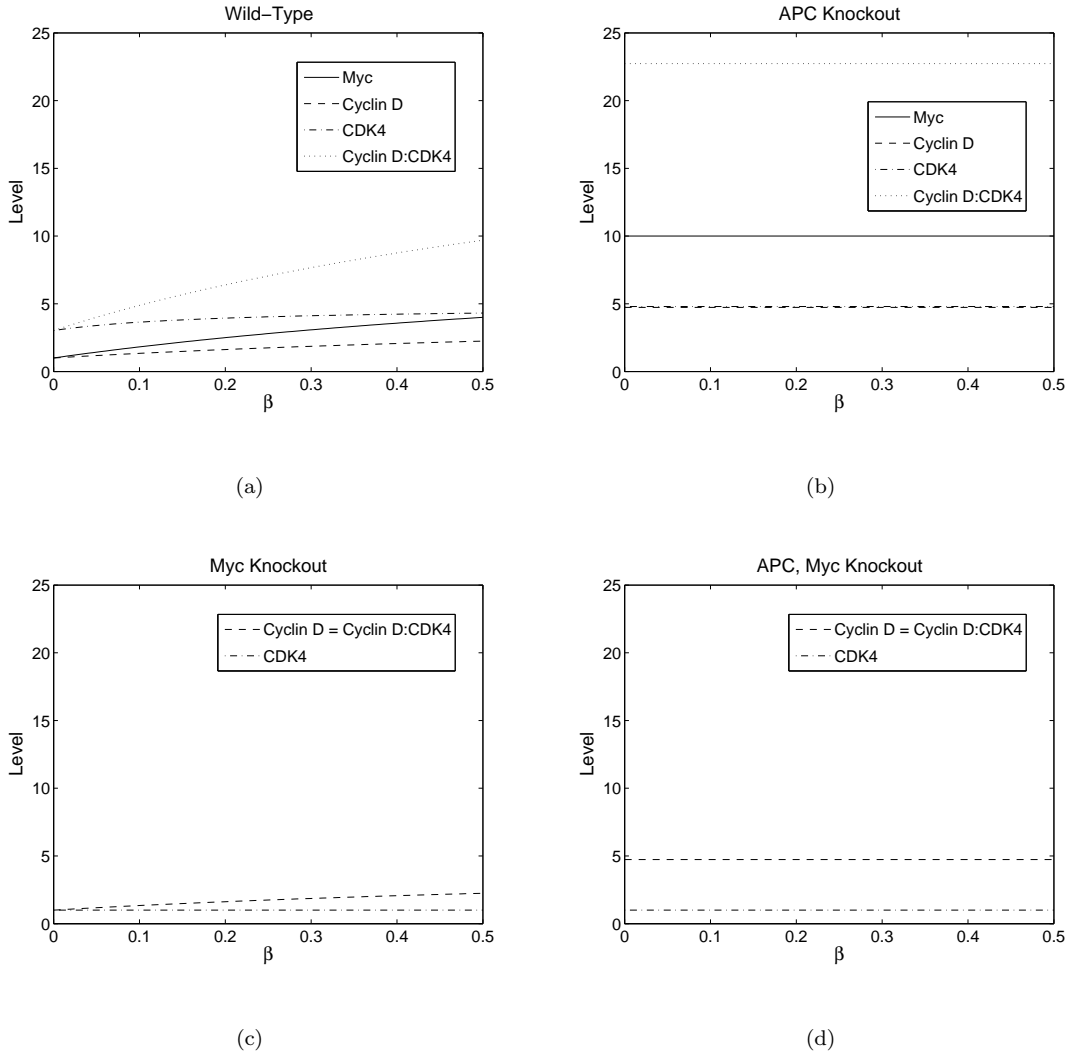 Wild-Type
25
20
15
10
5
0
Level
0 0.1 0.2 0.3 0.4 0.5
β
Myc
Cyclin D
CDK4
Cyclin D:CDK4
(a)
APC Knockout
25
20
15
10
5
0
Level
0 0.1 0.2 0.3 0.4 0.5
β
Myc
Cyclin D
CDK4
Cyclin D:CDK4
(b)
Myc Knockout
25
20
15
10
5
0
Level
0 0.1 0.2 0.3 0.4 0.5
β
Cyclin D = Cyclin D:CDK4
CDK4
(c)
APC, Myc Knockout
25
20
15
10
5
0
Level
0 0.1 0.2 0.3 0.4 0.5
β
Cyclin D = Cyclin D:CDK4
CDK4
(d)